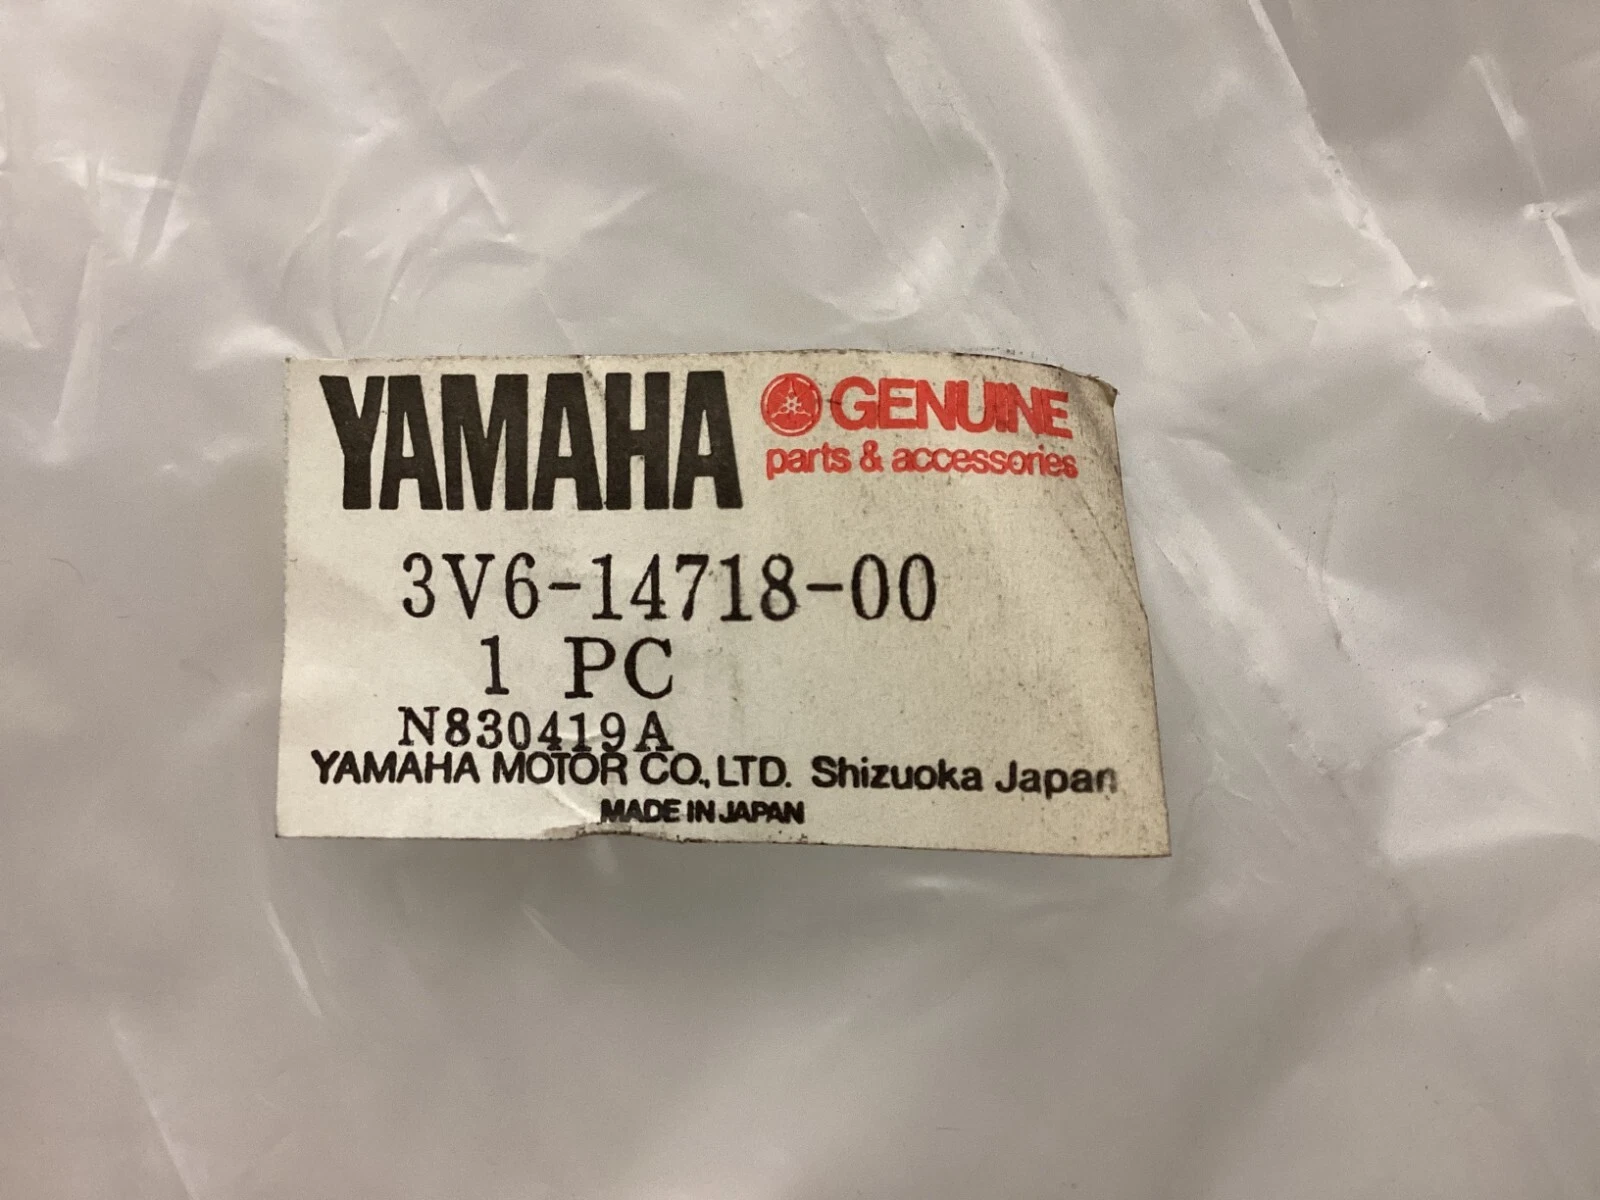 YAMAHA GENUINE
parts & accessories
3V6-14718-00
1 PC
N830419A
YAMAHA MOTOR CO., LTD. Shizuoka Japan
MADE IN JAPAN